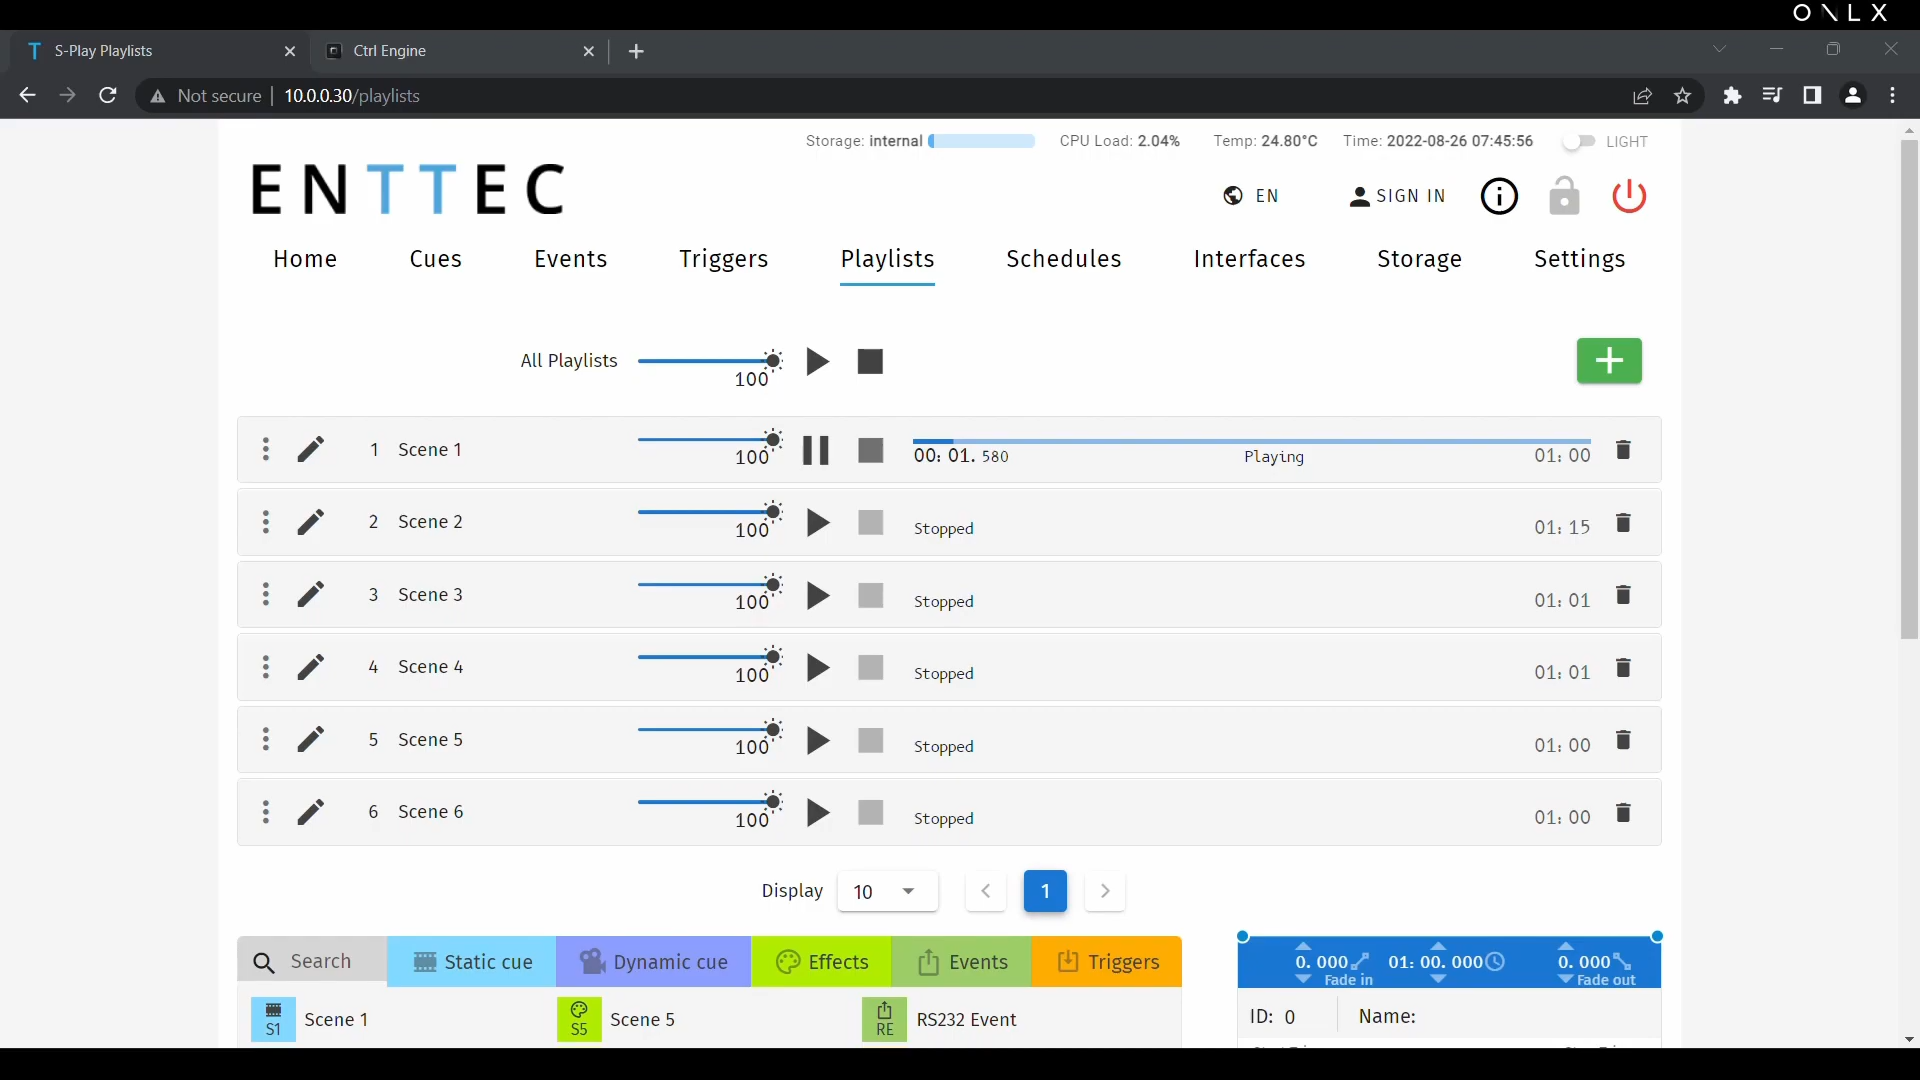 ONLX
S-Play Playlists
Ctrl Engine
Not secure
10.0.0.30/playlists
Storage: internal CPU Load: 2.04% Temp: 24.80°C Time: 2022-08-26 07:45:56 LIGHT
ENTTEC
EN SIGN IN
Home Cues Events Triggers Playlists Schedules Interfaces Storage Settings
All Playlists 100
1 Scene 1 100 00: 01. 580 Playing 01: 00
2 Scene 2 100 Stopped 01: 15
3 Scene 3 100 Stopped 01: 01
4 Scene 4 100 Stopped 01: 01
5 Scene 5 100 Stopped 01: 00
6 Scene 6 100 Stopped 01: 00
Display 10 1
Search Static cue Dynamic cue Effects Events Triggers
0. 000 01: 00. 000 0. 000
Fade in Fade out
S1 Scene 1 S5 Scene 5 RE RS232 Event
ID: 0 Name: